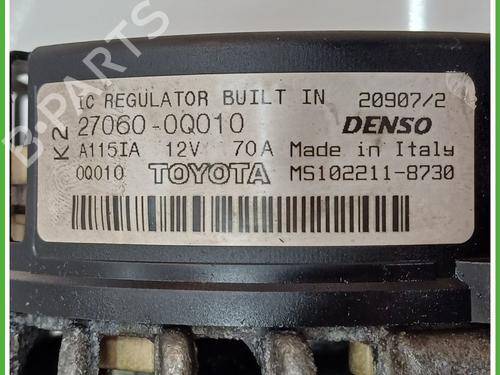 B-PARTS
IC REGULATOR BUILT IN 20907/2
K2 27060-0Q010 DENSO
A115IA 12V 70A Made in Italy
0Q010 TOYOTA MS102211-8730